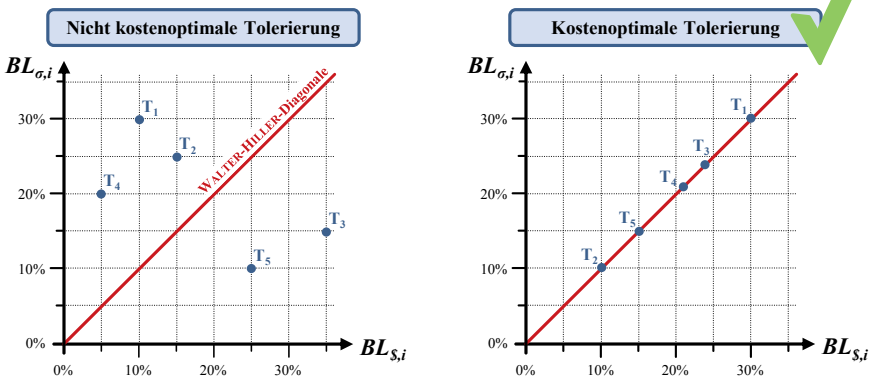 Nicht kostenoptimale Tolerierung
BLσ,i
30%
20%
10%
0%
T1
T2
T4
T3
T5
WALTER-HILLER-Diagonale
0%
10%
20%
30%
BL$,i
Kostenoptimale Tolerierung
BLσ,i
30%
20%
10%
0%
T1
T3
T4
T5
T2
0%
10%
20%
30%
BL$,i